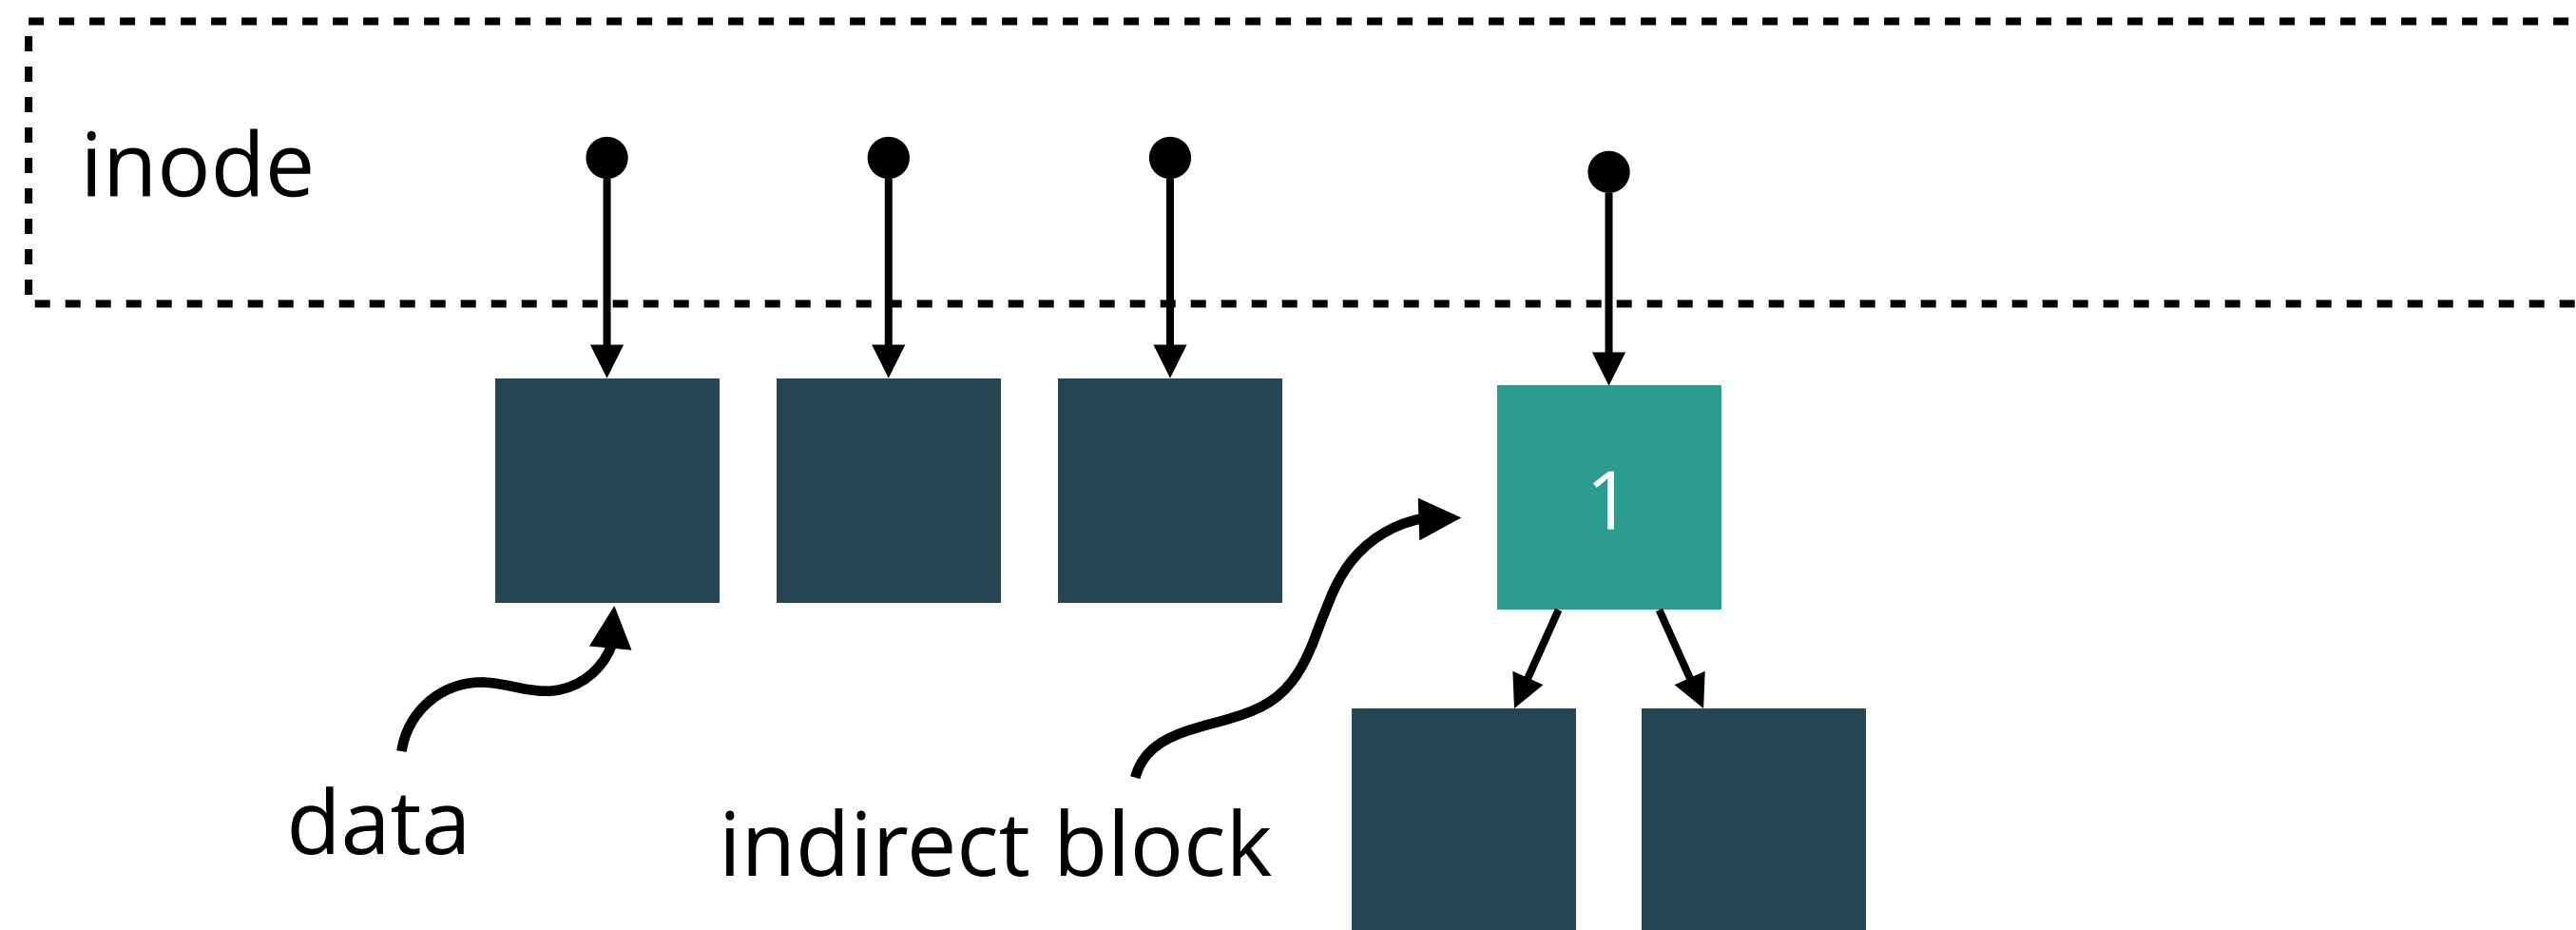 inode
1
data
indirect block